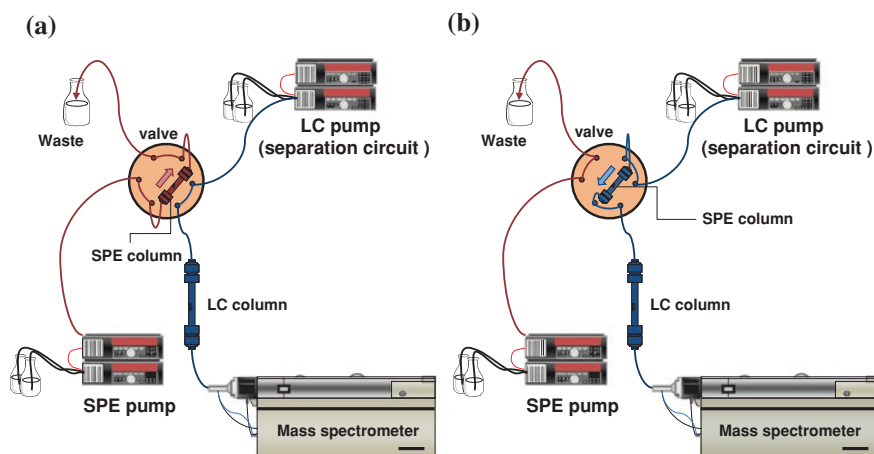 (a)
Waste
valve
LC pump
(separation circuit )
SPE column
LC column
SPE pump
Mass spectrometer
(b)
Waste
valve
LC pump
(separation circuit )
SPE column
LC column
SPE pump
Mass spectrometer